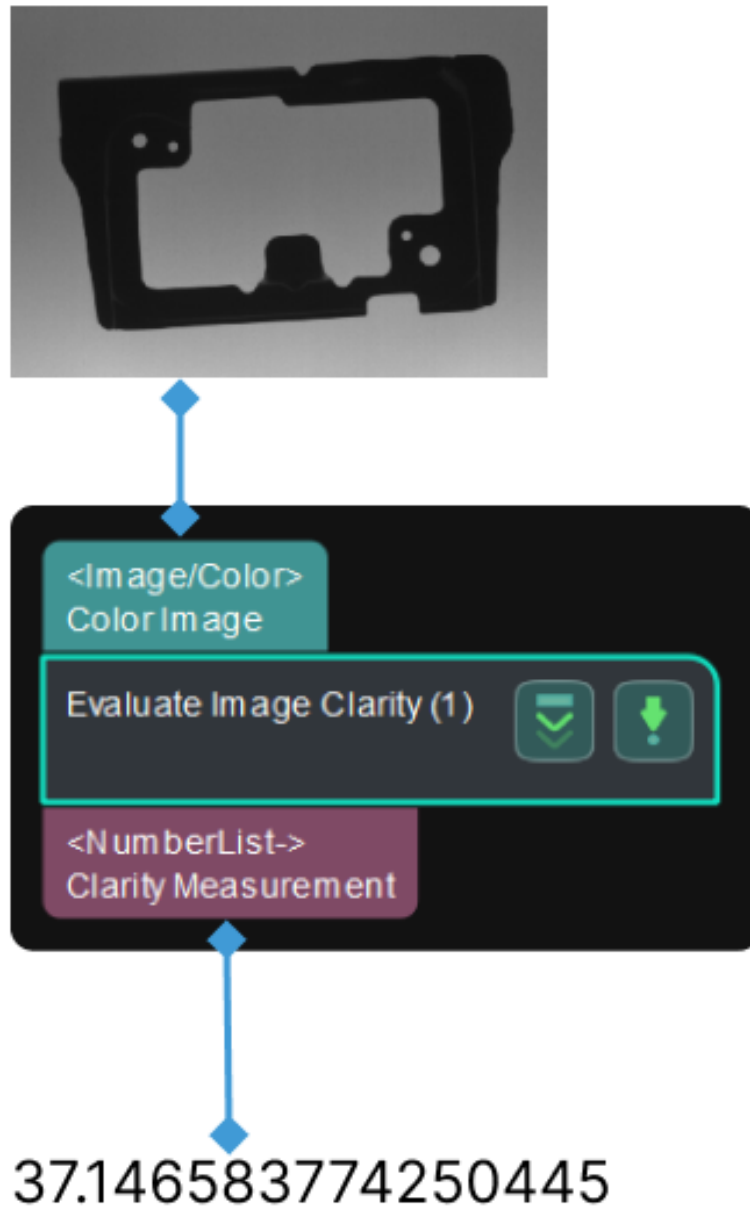 <Image/Color>
Color Image
Evaluate Image Clarity (1)
<NumberList->
Clarity Measurement
37.146583774250445